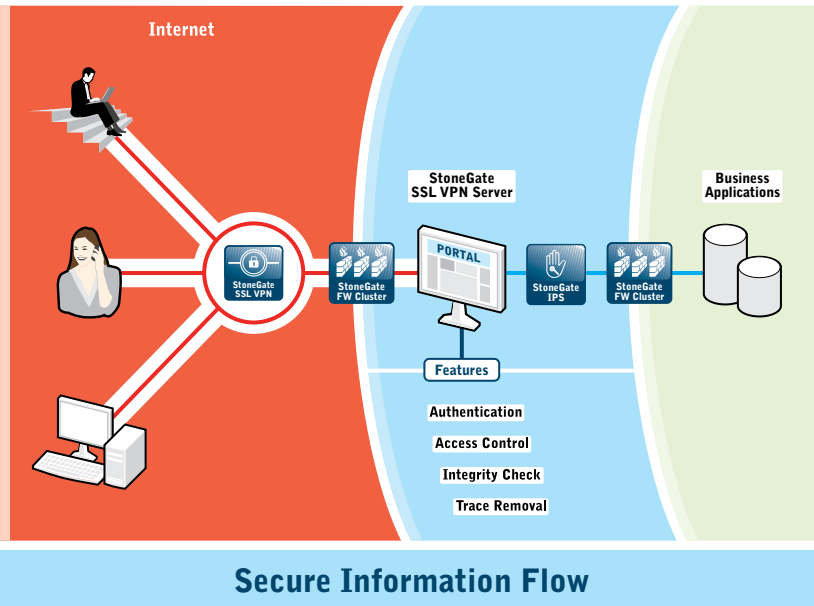 Internet
StoneGate
SSL VPN Server
Business
Applications
PORTAL
StoneGate
SSL VPN
StoneGate
FW Cluster
StoneGate
IPS
StoneGate
FW Cluster
Features
Authentication
Access Control
Integrity Check
Trace Removal
Secure Information Flow